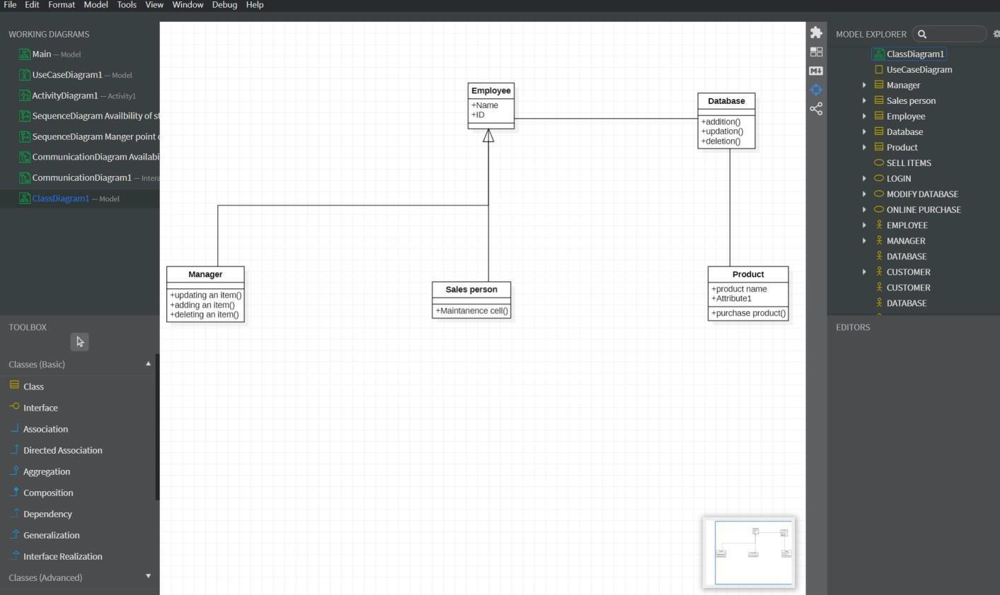 File Edit Format Model Tools View Window Debug Help
WORKING DIAGRAMS
Main — Model
UseCaseDiagram1 — Model
ActivityDiagram1 — Activity1
SequenceDiagram Availbility of st
SequenceDiagram Manger point o
CommunicationDiagram Availabi
CommunicationDiagram1 — Intera
ClassDiagram1 — Model
TOOLBOX
Classes (Basic)
Class
Interface
Association
Directed Association
Aggregation
Composition
Dependency
Generalization
Interface Realization
Classes (Advanced)
Employee
+Name
+ID
Database
+addition()
+updation()
+deletion()
Manager
+updating an item()
+adding an item()
+deleting an item()
Sales person
+Maintanence cell()
Product
+product name
+Attribute1
+purchase product()
M
MODEL EXPLORER
ClassDiagram1
UseCaseDiagram
Manager
Sales person
Employee
Database
Product
SELL ITEMS
LOGIN
MODIFY DATABASE
ONLINE PURCHASE
EMPLOYEE
MANAGER
DATABASE
CUSTOMER
CUSTOMER
DATABASE
EDITORS